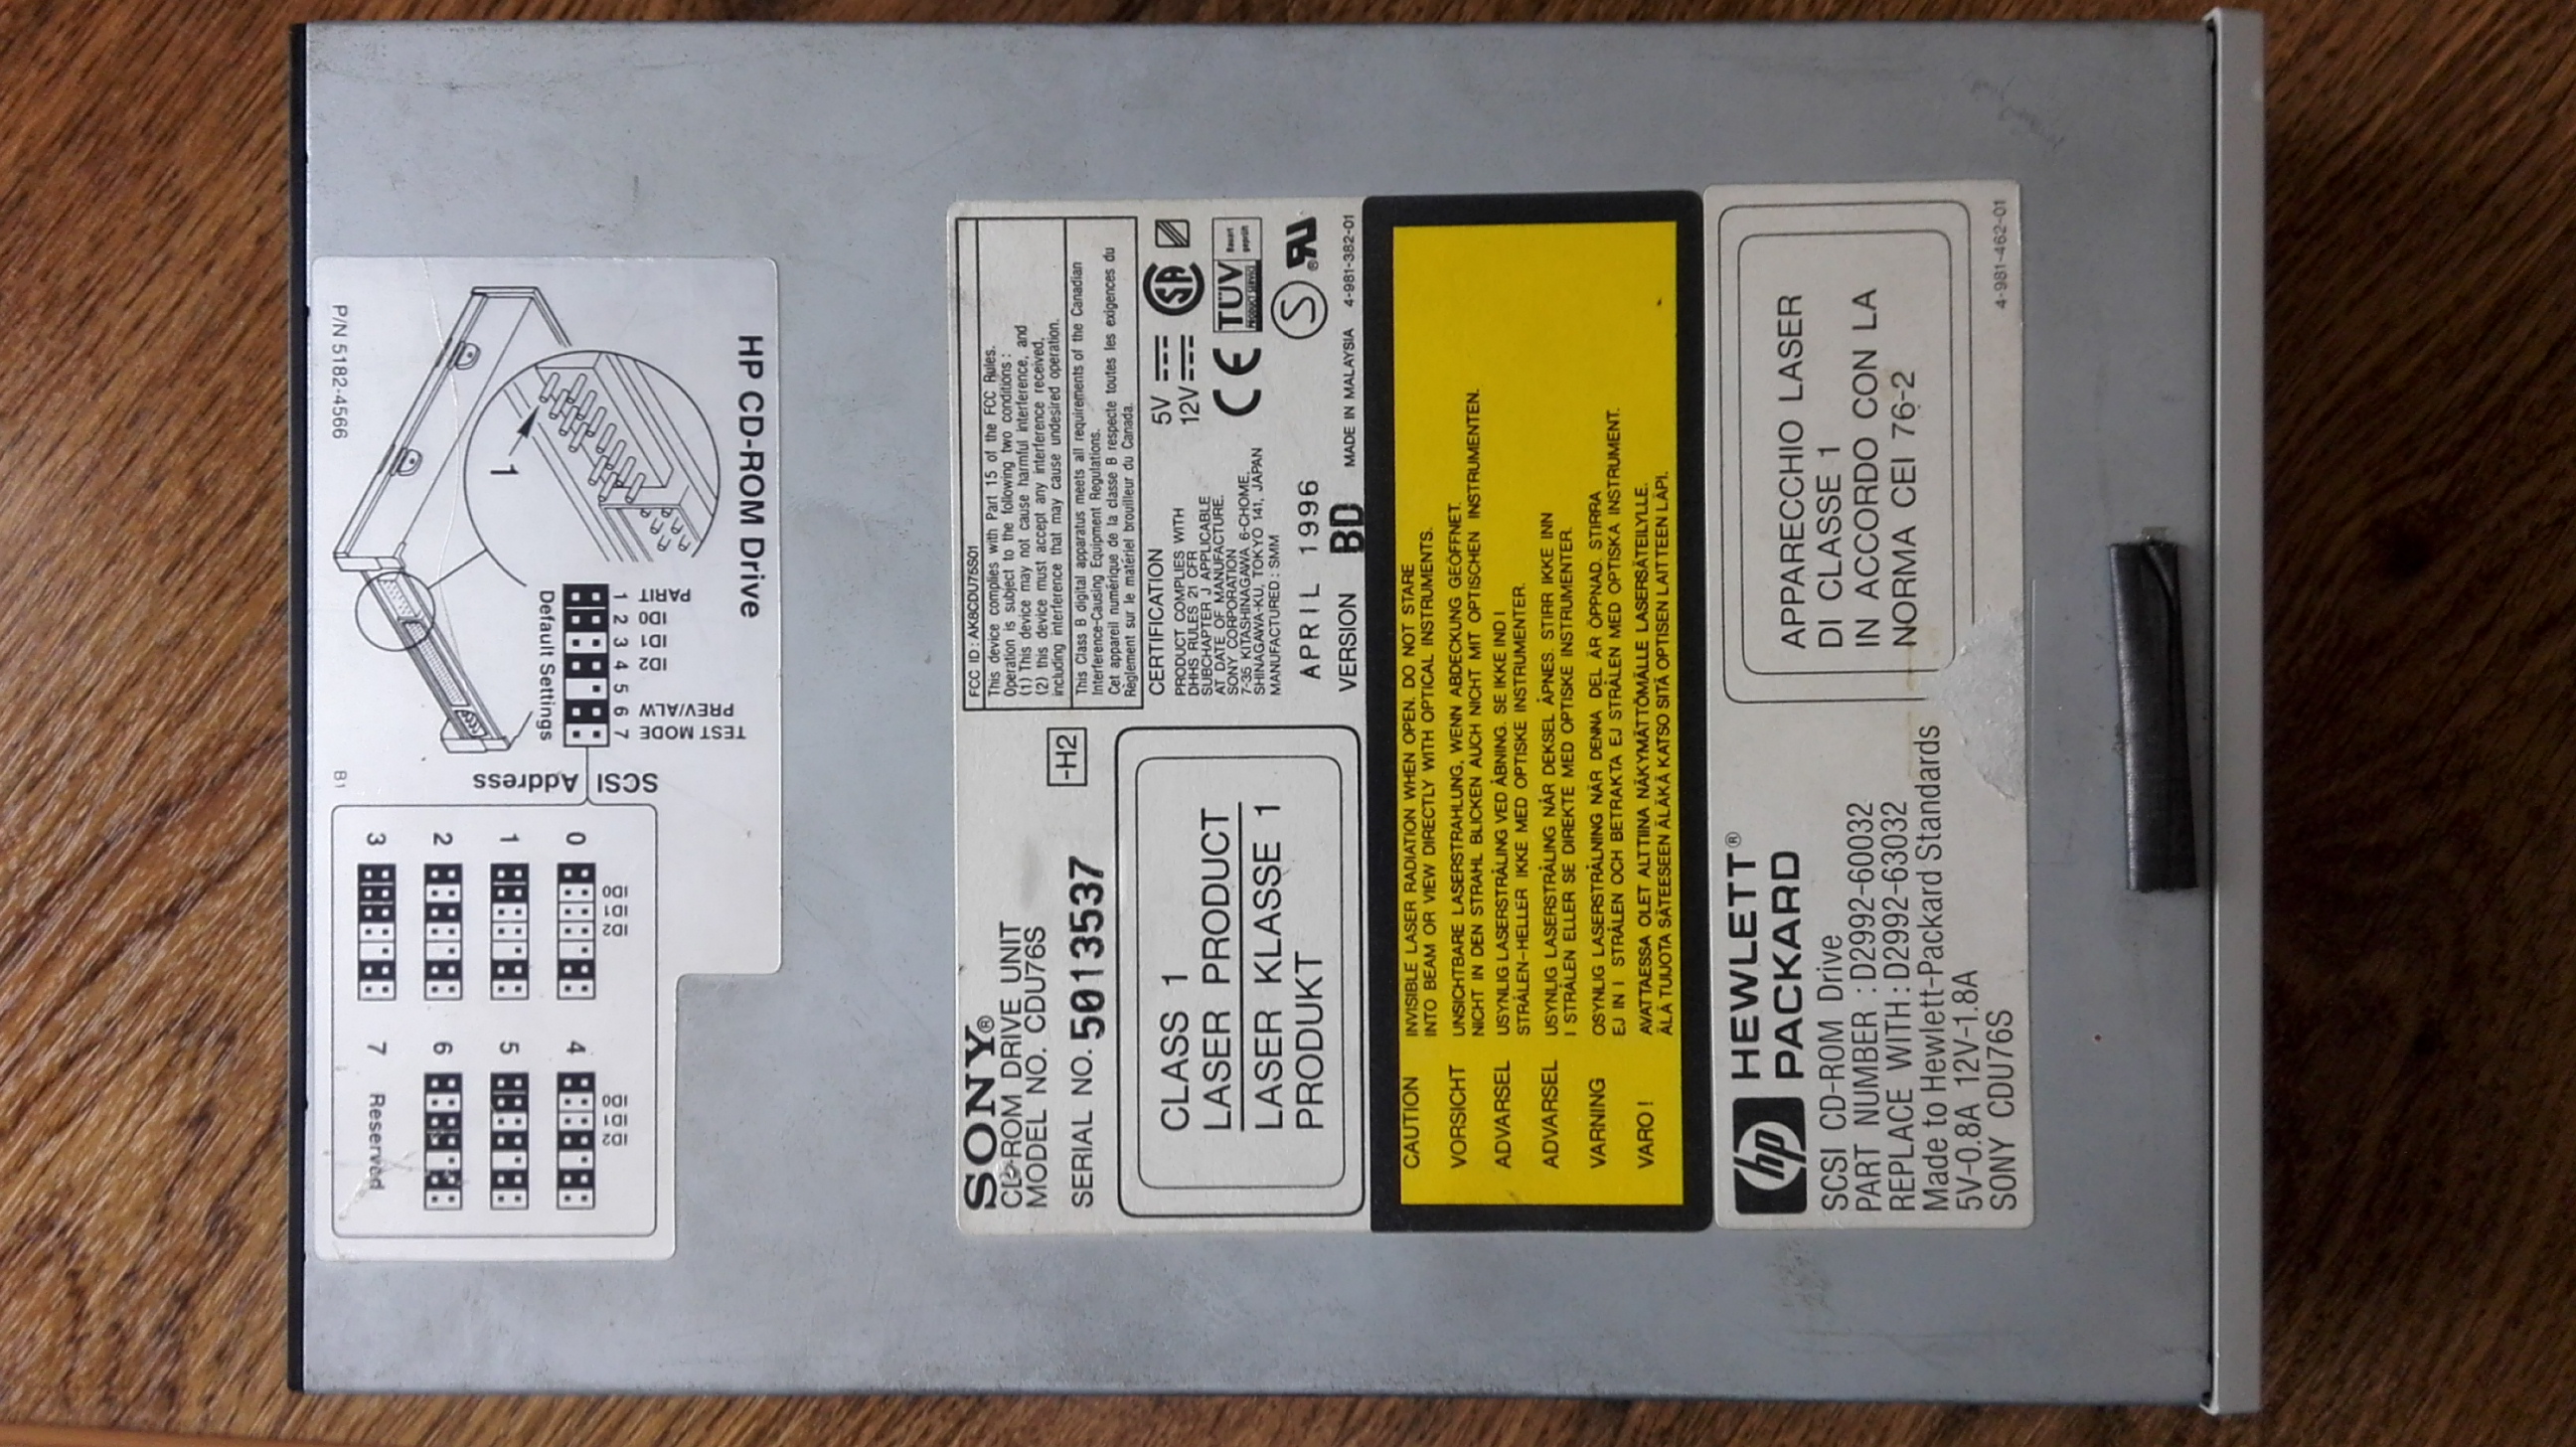 HP CD-ROM Drive
1
Default Settings
1 PARIT
2 ID0
3 ID1
4 ID2
5
6 PREV/ALW
7 TEST MODE
P/N 5182-4566
B1
SCSI Address
0
1
2
3
ID0
ID1
ID2
4
5
6
7 Reserved
ID0
ID1
ID2
SONY®
CD-ROM DRIVE UNIT
MODEL NO. CDU76S
SERIAL NO. 5013537
-H2
CLASS 1
LASER PRODUCT
LASER KLASSE 1
PRODUKT
FCC ID : AK8CDU76S01
This device complies with Part 15 of the FCC Rules.
Operation is subject to the following two conditions :
(1) This device may not cause harmful interference, and
(2) this device must accept any interference received,
including interference that may cause undesired operation.
This Class B digital apparatus meets all requirements of the Canadian
Interference-Causing Equipment Regulations.
Cet appareil numérique de la classe B respecte toutes les exigences du
Règlement sur le matériel brouilleur du Canada.
CERTIFICATION
PRODUCT COMPLIES WITH
DHHS RULES 21 CFR
SUBCHAPTER J APPLICABLE
AT DATE OF MANUFACTURE.
SONY CORPORATION
7-35 KITASHINAGAWA 6-CHOME,
SHINAGAWA-KU, TOKYO 141, JAPAN
MANUFACTURED : SMM
5V
12V
SA
CE
TÜV
PRODUCT SERVICE
Bauart
geprüft
S
®
APRIL 1996
VERSION BD
MADE IN MALAYSIA 4-981-382-01
CAUTION INVISIBLE LASER RADIATION WHEN OPEN. DO NOT STARE
INTO BEAM OR VIEW DIRECTLY WITH OPTICAL INSTRUMENTS.
VORSICHT UNSICHTBARE LASERSTRAHLUNG, WENN ABDECKUNG GEÖFFNET.
NICHT IN DEN STRAHL BLICKEN AUCH NICHT MIT OPTISCHEN INSTRUMENTEN.
ADVARSEL USYNLIG LASERSTRÅLING VED ÅBNING. SE IKKE IND I
STRÅLEN-HELLER IKKE MED OPTISKE INSTRUMENTER.
ADVARSEL USYNLIG LASERSTRÅLING NÅR DEKSEL ÅPNES. STIRR IKKE INN
I STRÅLEN ELLER SE DIREKTE MED OPTISKE INSTRUMENTER.
VARNING OSYNLIG LASERSTRÅLNING NÄR DENNA DEL ÄR ÖPPNAD. STIRRA
EJ IN I STRÅLEN OCH BETRAKTA EJ STRÅLEN MED OPTISKA INSTRUMENT.
VARO ! AVATTAESSA OLET ALTTIINA NÄKYMÄTTÖMÄLLE LASERSÄTEILYLLE.
ÄLÄ TUIJOTA SÄTEESEEN ÄLÄKÄ KATSO SITÄ OPTISEN LAITTEEN LÄPI.
hp HEWLETT®
PACKARD
SCSI CD-ROM Drive
PART NUMBER : D2992-60032
REPLACE WITH : D2992-63032
Made to Hewlett-Packard Standards
5V-0.8A 12V-1.8A
SONY CDU76S
APPARECCHIO LASER
DI CLASSE 1
IN ACCORDO CON LA
NORMA CEI 76-2
4-981-462-01